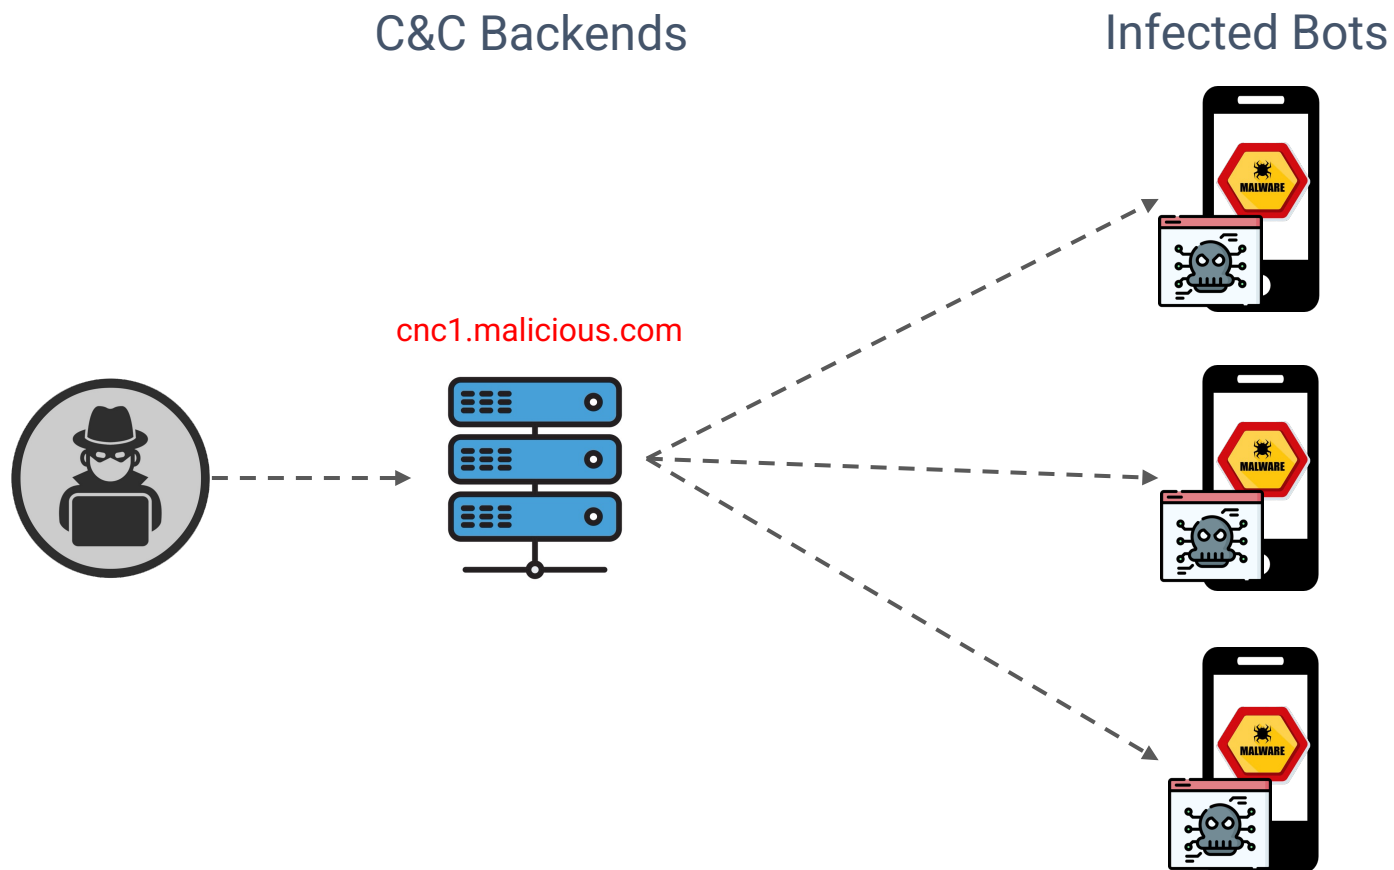 C&C Backends
Infected Bots
MALWARE
cnc1.malicious.com
MALWARE
MALWARE